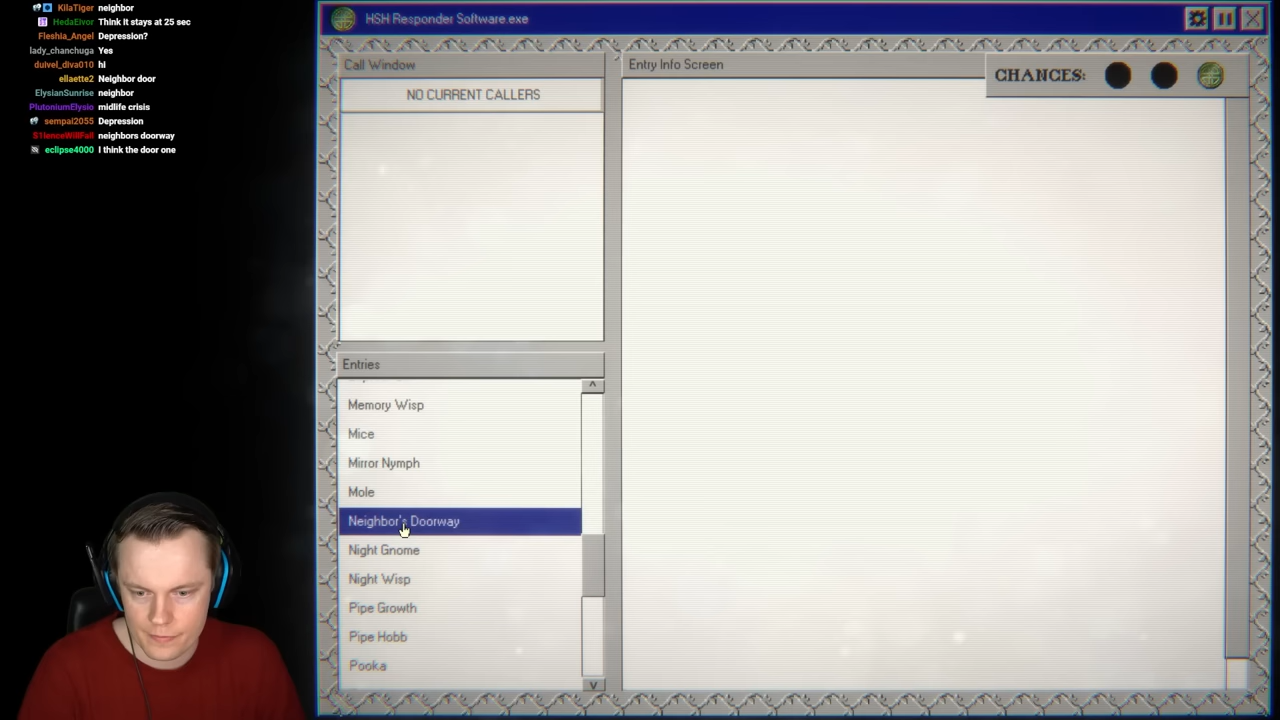 KilaTiger neighbor
HedaEivor Think it stays at 25 sec
Fleshia_Angel Depression?
lady_chanchuga Yes
duivel_diva010 hi
ellaette2 Neighbor door
ElysianSunrise neighbor
PlutoniumElysio midlife crisis
sempai2055 Depression
S1lenceWillFall neighbors doorway
eclipse4000 I think the door one
HSH Responder Software.exe
Call Window
NO CURRENT CALLERS
Entry Info Screen
CHANCES:
Entries
Memory Wisp
Mice
Mirror Nymph
Mole
Neighbor's Doorway
Night Gnome
Night Wisp
Pipe Growth
Pipe Hobb
Pooka